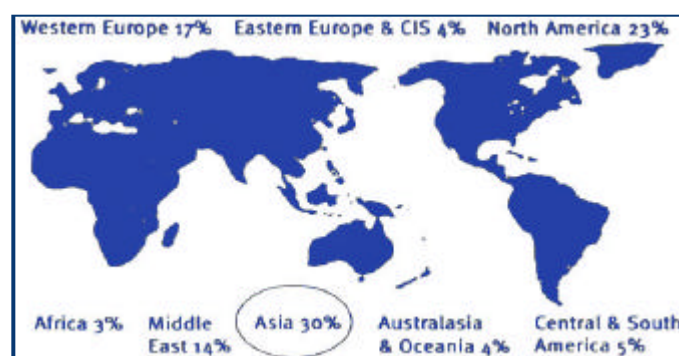 Western Europe 17% Eastern Europe & CIS 4% North America 23%
Africa 3% Middle East 14% Asia 30% Australasia & Oceania 4% Central & South America 5%